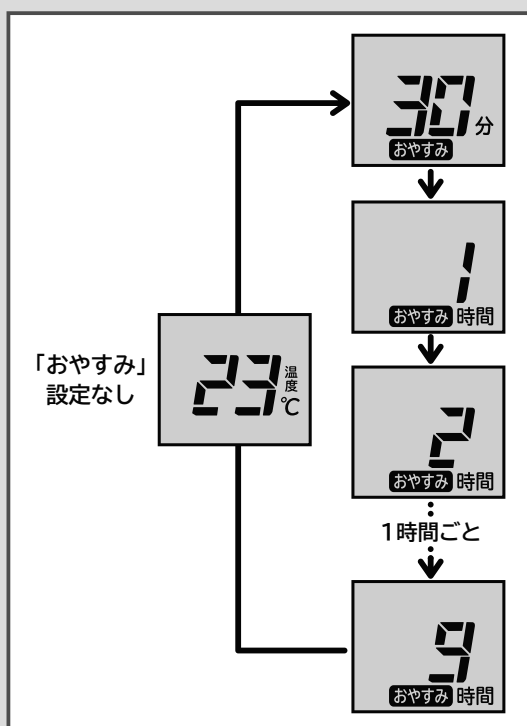 30分
おやすみ
1
おやすみ 時間
「おやすみ」
設定なし
23温度℃
2
おやすみ 時間
1時間ごと
9
おやすみ 時間